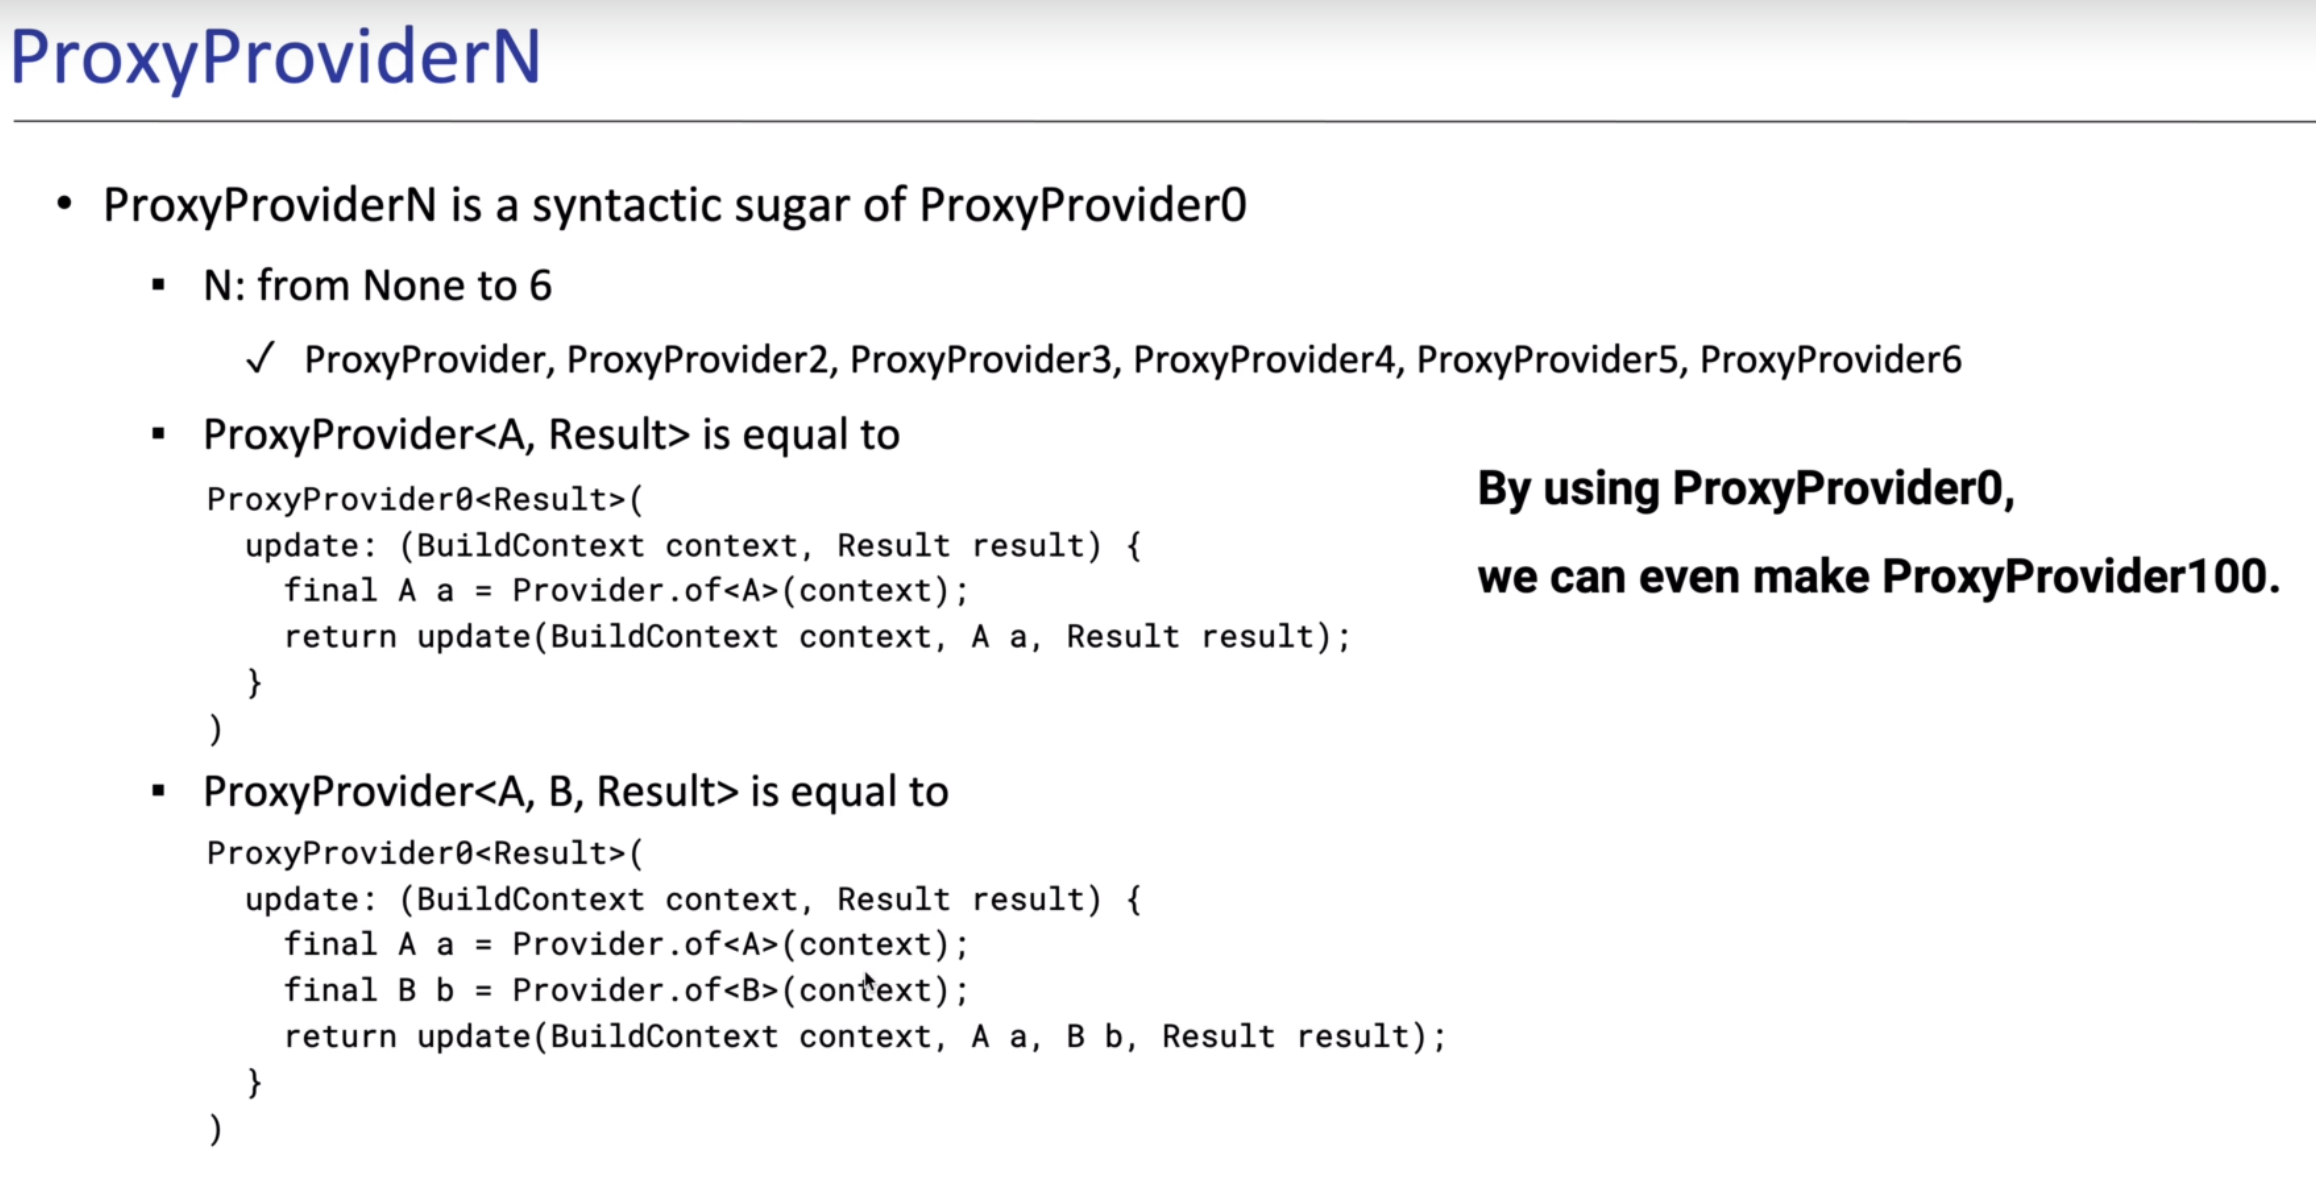 ProxyProviderN
• ProxyProviderN is a syntactic sugar of ProxyProvider0
▪ N: from None to 6
✓ ProxyProvider, ProxyProvider2, ProxyProvider3, ProxyProvider4, ProxyProvider5, ProxyProvider6
▪ ProxyProvider<A, Result> is equal to
ProxyProvider0<Result>(
  update: (BuildContext context, Result result) {
    final A a = Provider.of<A>(context);
    return update(BuildContext context, A a, Result result);
  }
)
By using ProxyProvider0,
we can even make ProxyProvider100.
▪ ProxyProvider<A, B, Result> is equal to
ProxyProvider0<Result>(
  update: (BuildContext context, Result result) {
    final A a = Provider.of<A>(context);
    final B b = Provider.of<B>(context);
    return update(BuildContext context, A a, B b, Result result);
  }
)